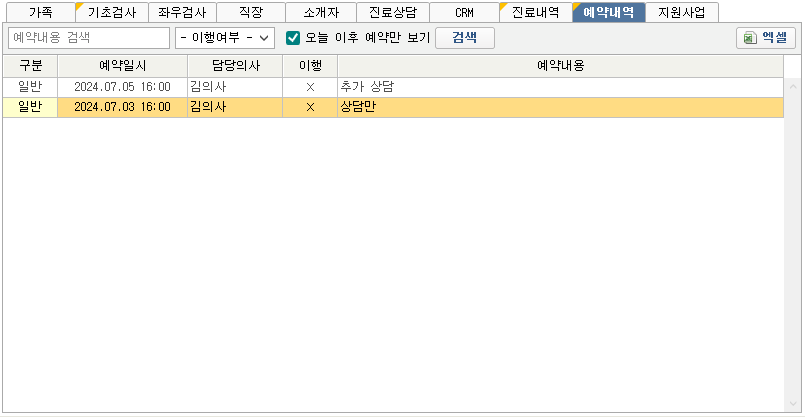 가족 기초검사 좌우검사 직장 소개자 진료상담 CRM 진료내역 예약내역 지원사업
예약내용 검색 - 이행여부 - 오늘 이후 예약만 보기 검색 엑셀
구분 예약일시 담당의사 이행 예약내용
일반 2024.07.05 16:00 김의사 X 추가 상담
일반 2024.07.03 16:00 김의사 X 상담만